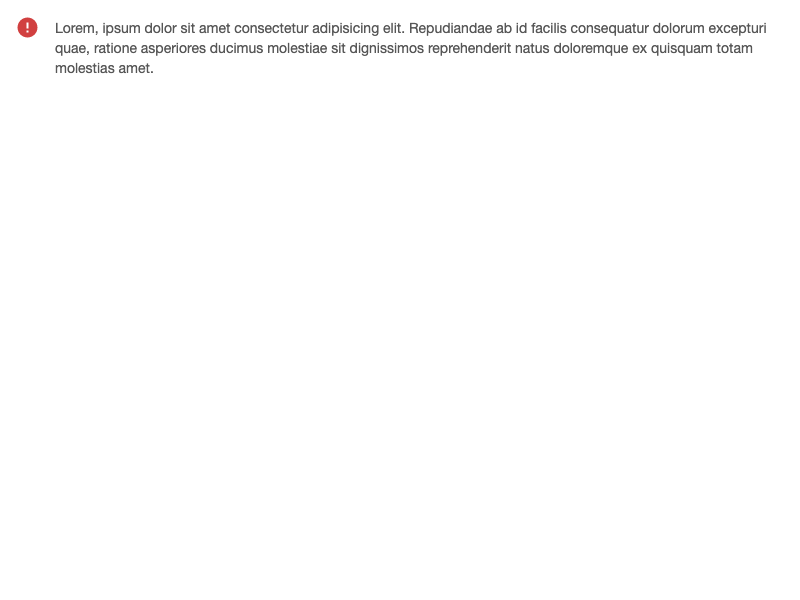 Lorem, ipsum dolor sit amet consectetur adipisicing elit. Repudiandae ab id facilis consequatur dolorum excepturi
quae, ratione asperiores ducimus molestiae sit dignissimos reprehenderit natus doloremque ex quisquam totam
molestias amet.